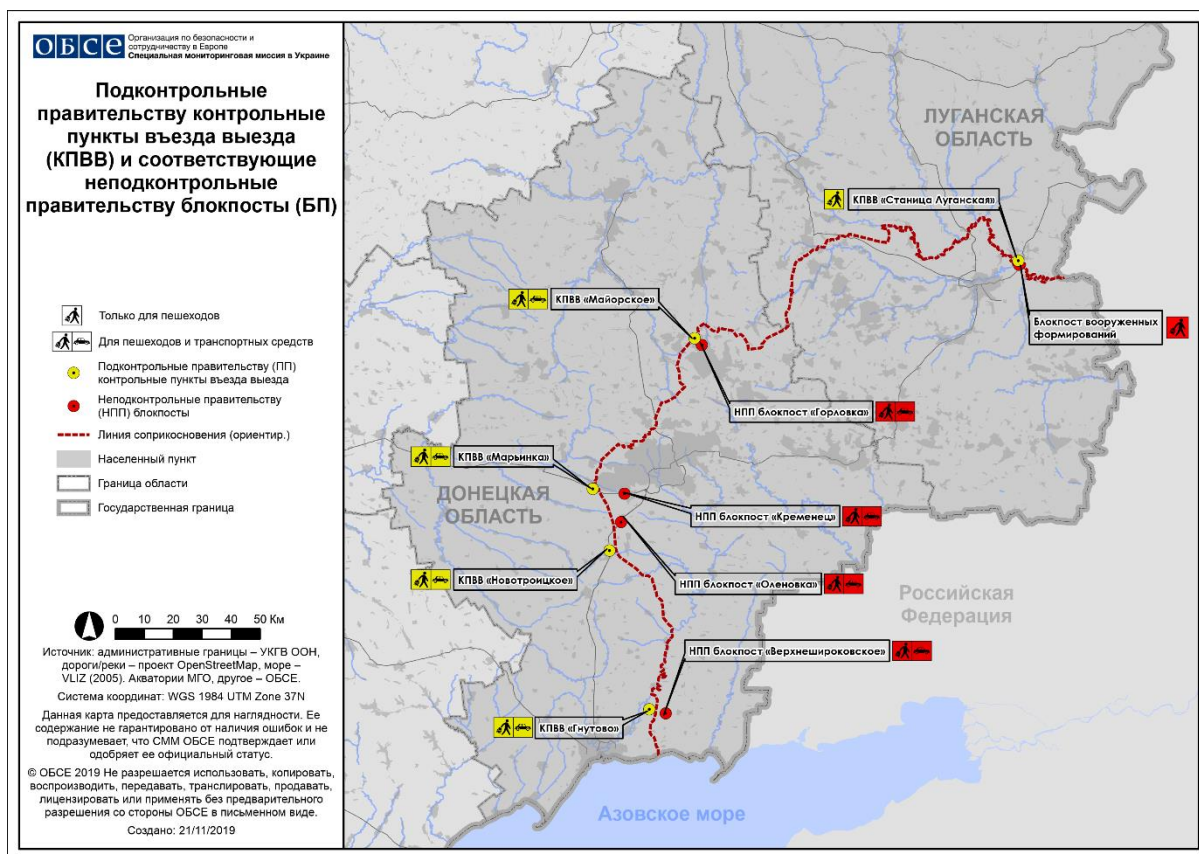 ОБСЕ
Организация по безопасности и
сотрудничеству в Европе
Специальная мониторинговая миссия в Украине
Подконтрольные
правительству контрольные
пункты въезда выезда
(КПВВ) и соответствующие
неподконтрольные
правительству блокпосты (БП)
Только для пешеходов
Для пешеходов и транспортных средств
Подконтрольные правительству (ПП)
контрольные пункты въезда выезда
Неподконтрольные правительству
(НПП) блокпосты
Линия соприкосновения (ориентир.)
Населенный пункт
Граница области
Государственная граница
0 10 20 30 40 50 Км
Источник: административные границы – УКГВ ООН,
дороги/реки – проект OpenStreetMap, море –
VLIZ (2005). Акватории МГО, другое – ОБСЕ.
Система координат: WGS 1984 UTM Zone 37N
Данная карта предоставляется для наглядности. Ее
содержание не гарантировано от наличия ошибок и не
подразумевает, что СММ ОБСЕ подтверждает или
одобряет ее официальный статус.
© ОБСЕ 2019 Не разрешается использовать, копировать,
воспроизводить, передавать, транслировать, продавать,
лицензировать или применять без предварительного
разрешения со стороны ОБСЕ в письменном виде.
Создано: 21/11/2019
ЛУГАНСКАЯ
ОБЛАСТЬ
КПВВ «Станица Луганская»
КПВВ «Майорское»
Блокпост вооруженных
формирований
НПП блокпост «Горловка»
КПВВ «Марьинка»
ДОНЕЦКАЯ
ОБЛАСТЬ
НПП блокпост «Кременец»
КПВВ «Новотроицкое»
НПП блокпост «Оленовка»
Российская
Федерация
НПП блокпост «Верхнешироковское»
КПВВ «Гнутово»
Азовское море